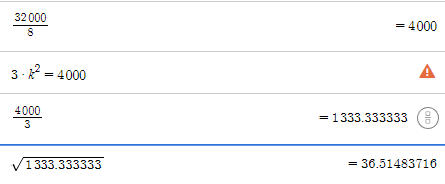 32000/8 = 4000
3 · k² = 4000
4000/3 = 1333.333333
√1333.333333 = 36.51483716